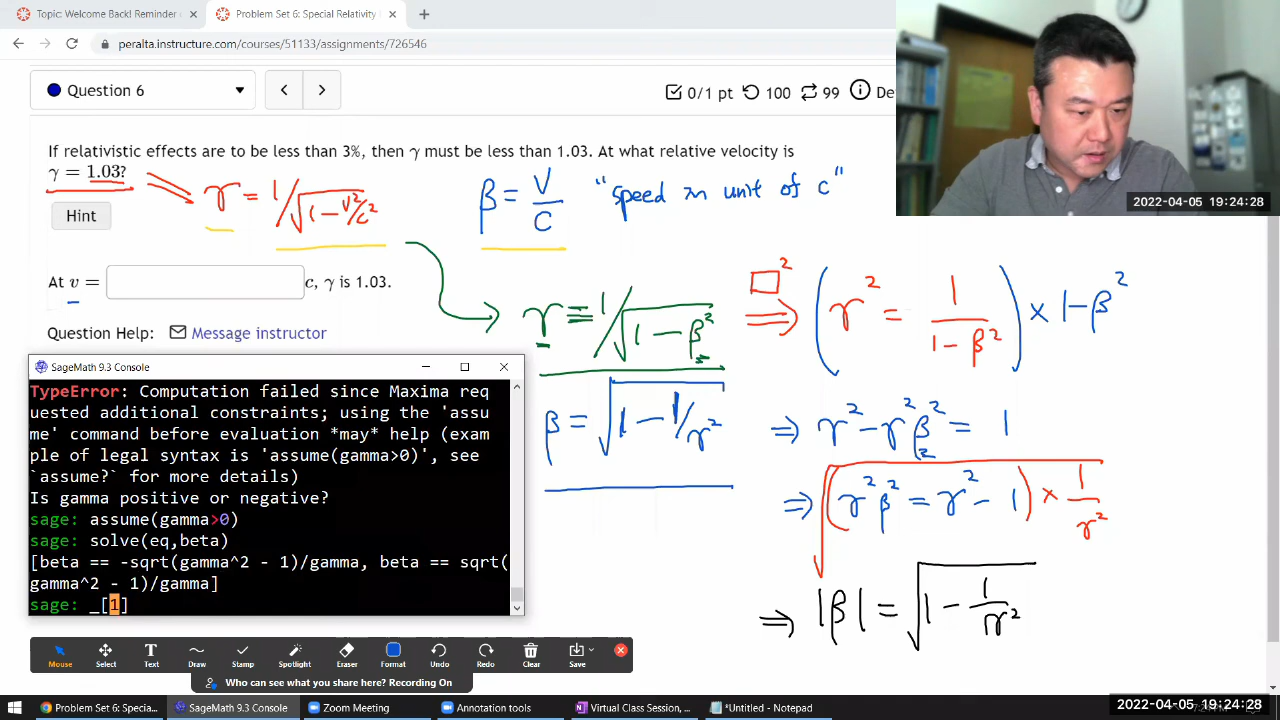 Topic: Welcome Back! Reminder c
Problem Set 6: Special Relativity
peralta.instructure.com/courses/51133/assignments/726546
Question 6
0/1 pt 100 99 De
If relativistic effects are to be less than 3%, then γ must be less than 1.03. At what relative velocity is
γ = 1.03?
γ = 1/√(1 − v²/c²)
β = V/C "speed in unit of c"
Hint
At v = c, γ is 1.03.
Question Help: Message instructor
γ = 1/√(1 − β²) ⟹ □² (γ² = 1/(1 − β²)) × 1−β²
β = √(1 − 1/γ²)
⇒ γ² − γ²β² = 1
⇒ √(γ²β² = γ² − 1) × 1/γ²
⇒ |β| = √(1 − 1/γ²)
SageMath 9.3 Console
TypeError: Computation failed since Maxima req
uested additional constraints; using the 'assu
me' command before evaluation *may* help (exam
ple of legal syntax is 'assume(gamma>0)', see
`assume?` for more details)
Is gamma positive or negative?
sage: assume(gamma>0)
sage: solve(eq,beta)
[beta == -sqrt(gamma^2 - 1)/gamma, beta == sqrt(
gamma^2 - 1)/gamma]
sage: _[1]
Mouse Select Text Draw Stamp Spotlight Eraser Format Undo Redo Clear Save
Who can see what you share here? Recording On
2022-04-05 19:24:28
Problem Set 6: Specia... SageMath 9.3 Console Zoom Meeting Annotation tools Virtual Class Session, ... *Untitled - Notepad
2022-04-05 19:24:28